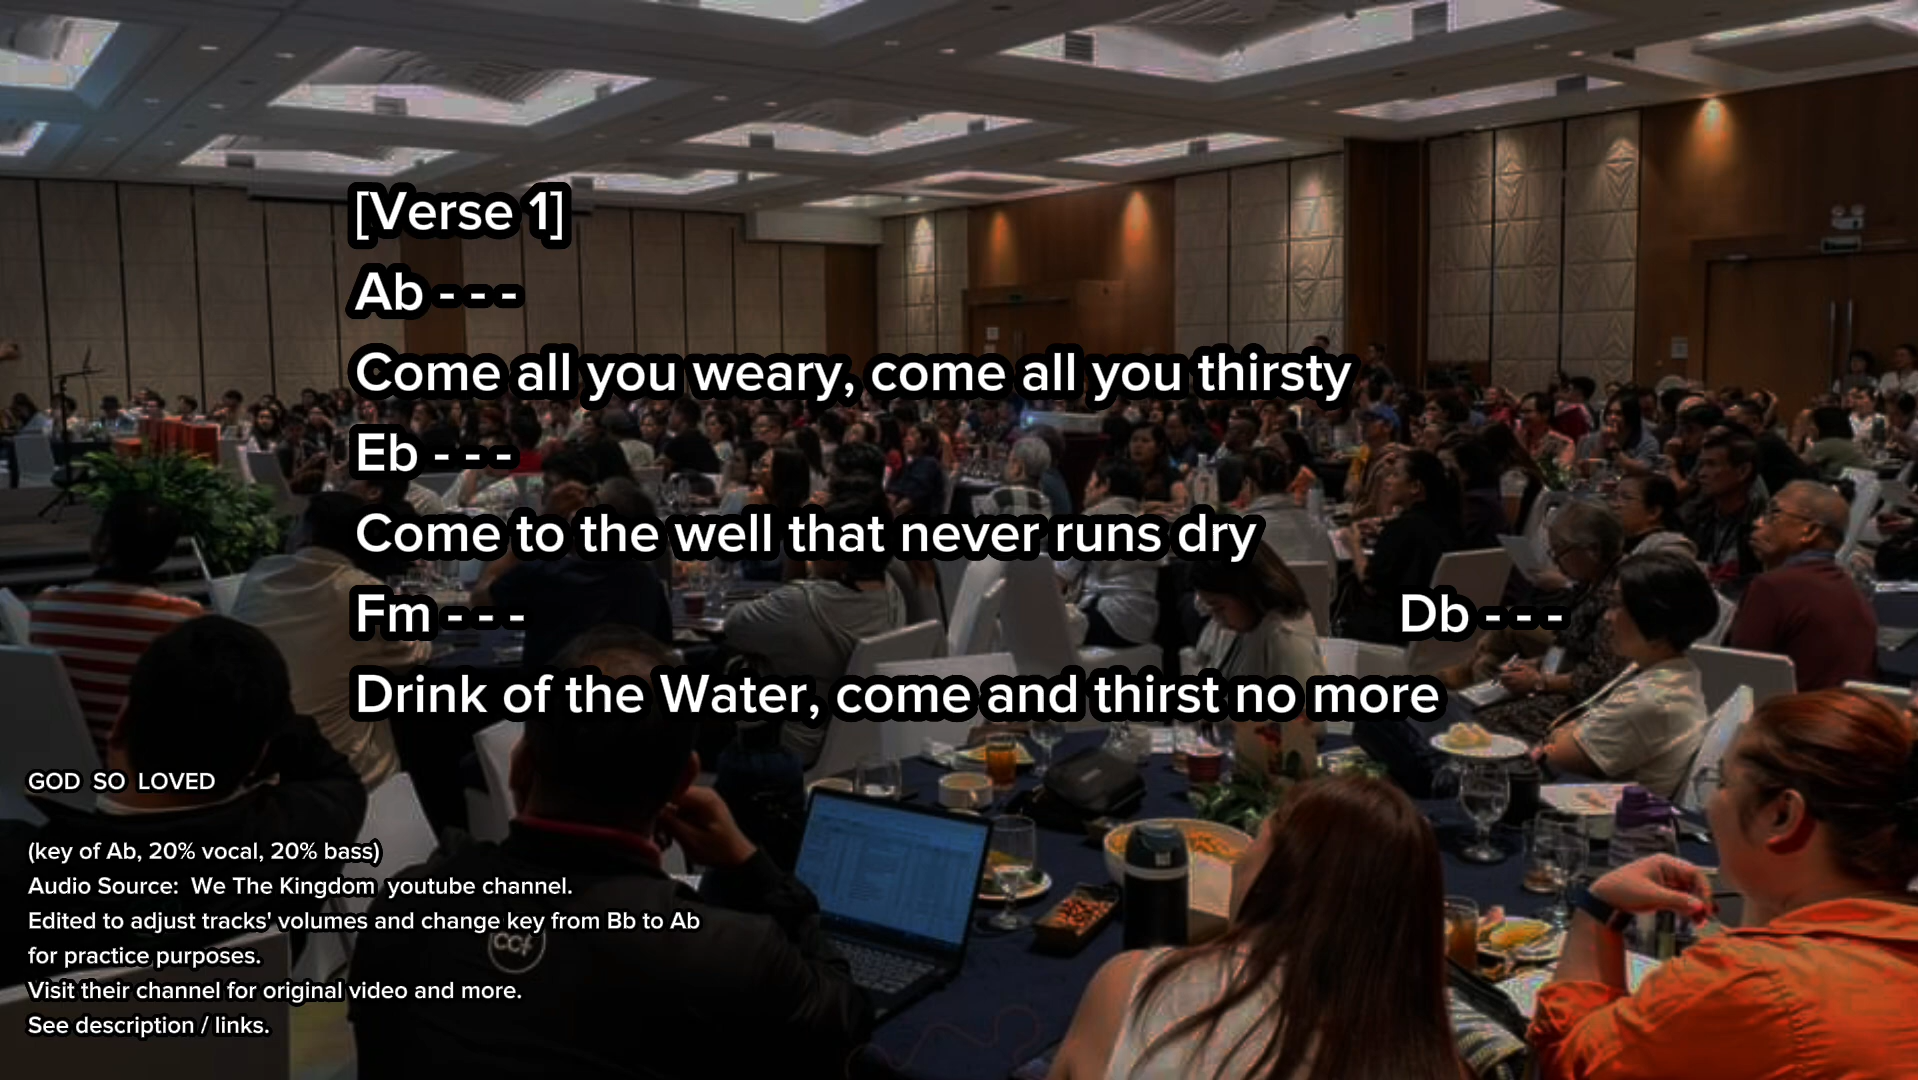 [Verse 1]
Ab - - -
Come all you weary, come all you thirsty
Eb - - -
Come to the well that never runs dry
Fm - - - Db - - -
Drink of the Water, come and thirst no more
GOD SO LOVED
(key of Ab, 20% vocal, 20% bass)
Audio Source: We The Kingdom youtube channel.
Edited to adjust tracks' volumes and change key from Bb to Ab
for practice purposes.
Visit their channel for original video and more.
See description / links.
CCF